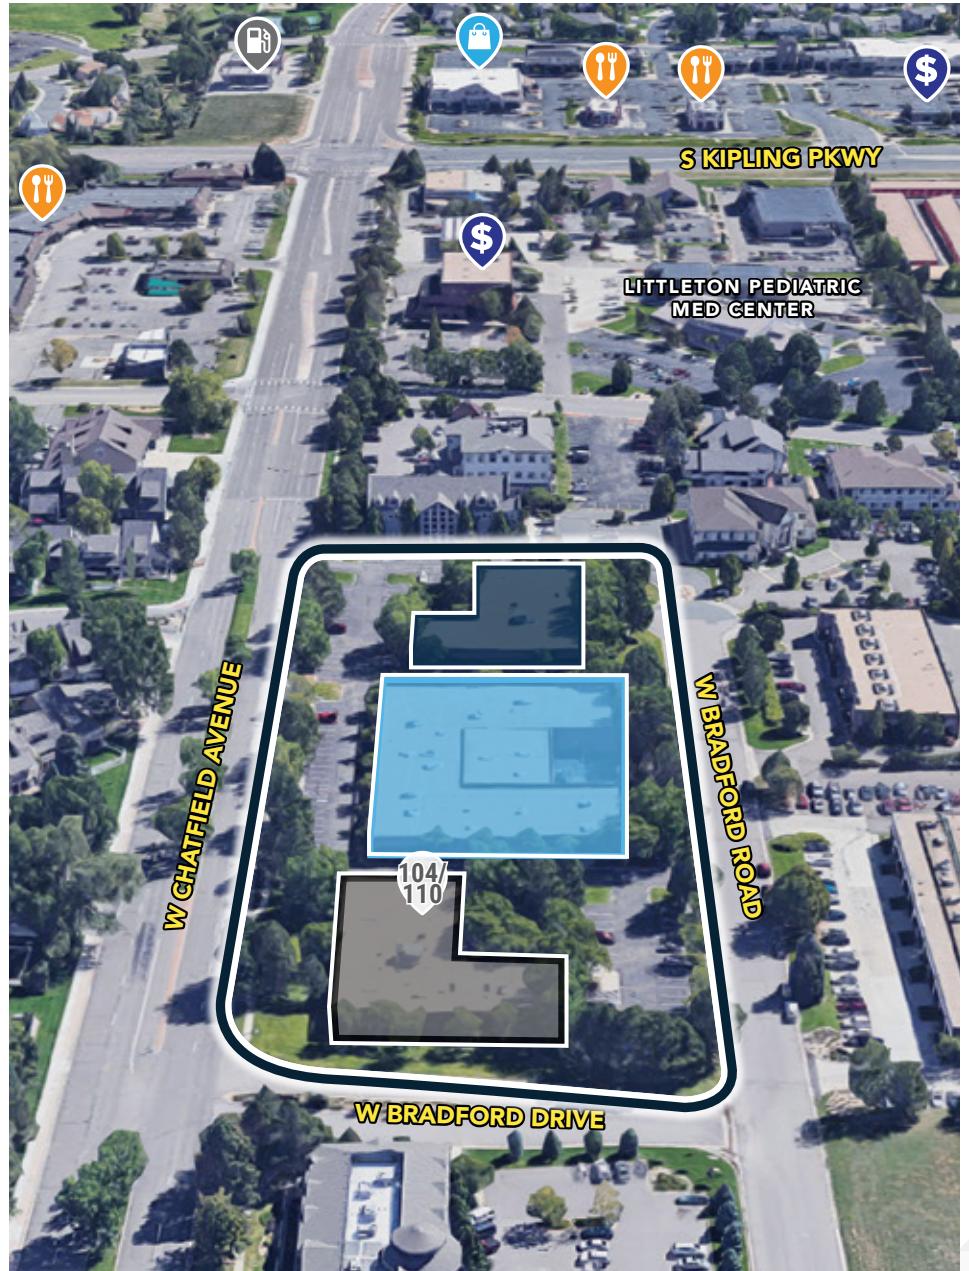 $
S KIPLING PKWY
$
LITTLETON PEDIATRIC
MED CENTER
W CHATFIELD AVENUE
W BRADFORD ROAD
104/
110
W BRADFORD DRIVE